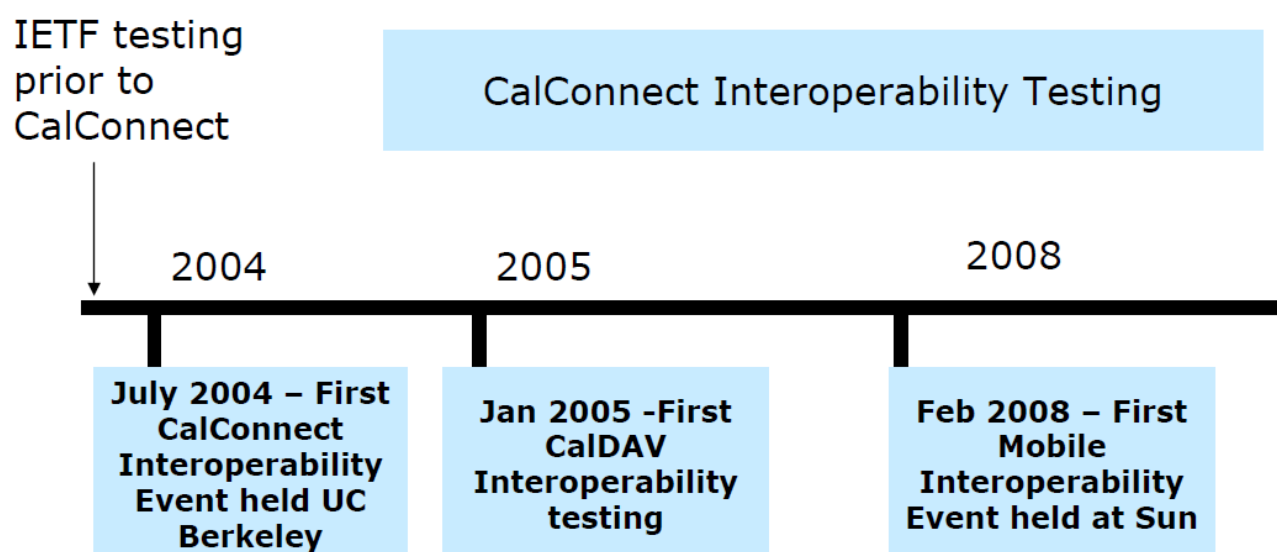 IETF testing
prior to
CalConnect
CalConnect Interoperability Testing
2004
2005
2008
July 2004 – First
CalConnect
Interoperability
Event held UC
Berkeley
Jan 2005 -First
CalDAV
Interoperability
testing
Feb 2008 – First
Mobile
Interoperability
Event held at Sun